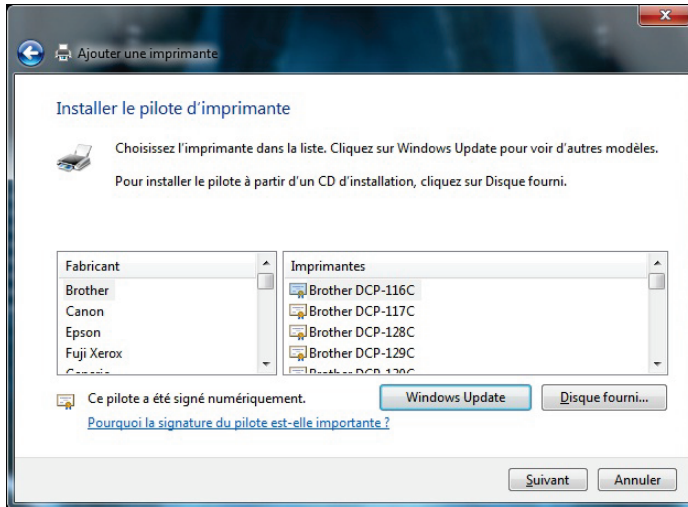 Ajouter une imprimante
Installer le pilote d'imprimante
Choisissez l'imprimante dans la liste. Cliquez sur Windows Update pour voir d'autres modèles.
Pour installer le pilote à partir d'un CD d'installation, cliquez sur Disque fourni.
Fabricant
Brother
Canon
Epson
Fuji Xerox
Generic
Imprimantes
Brother DCP-116C
Brother DCP-117C
Brother DCP-128C
Brother DCP-129C
Ce pilote a été signé numériquement.
Pourquoi la signature du pilote est-elle importante ?
Windows Update
Disque fourni...
Suivant
Annuler